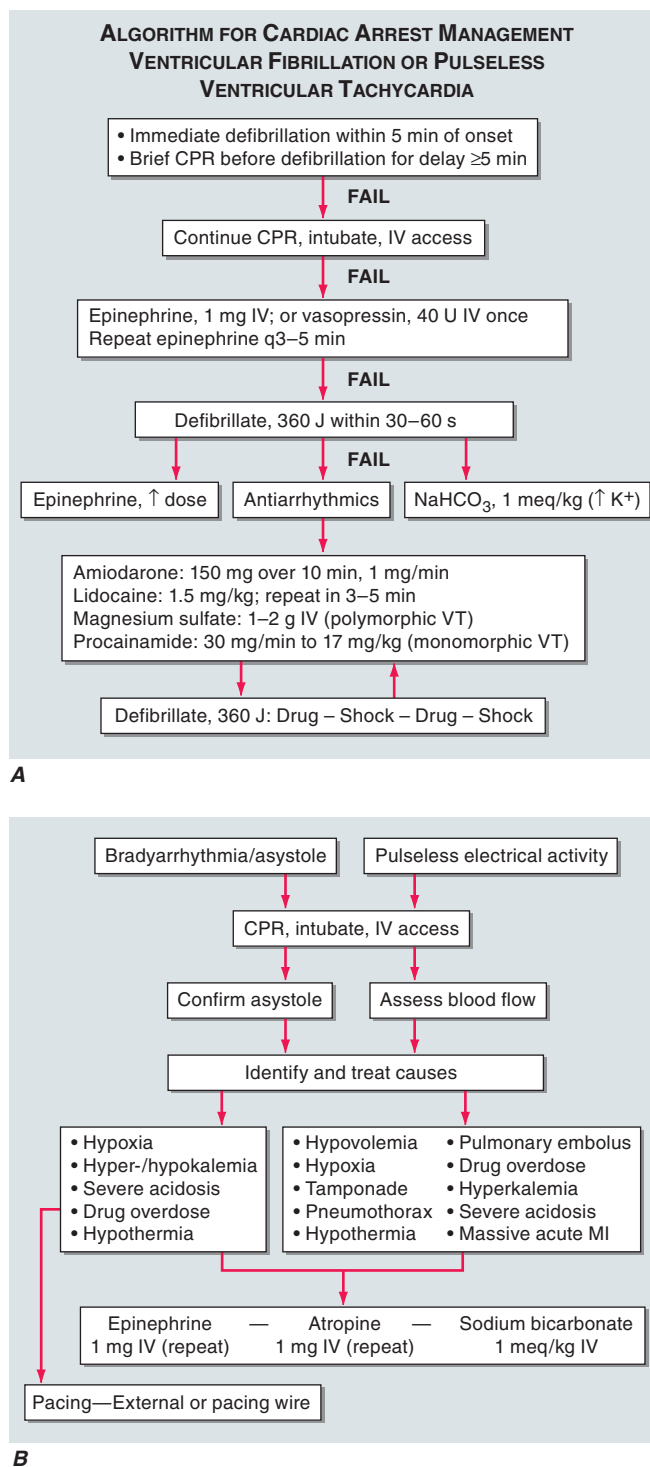 ALGORITHM FOR CARDIAC ARREST MANAGEMENT
VENTRICULAR FIBRILLATION OR PULSELESS
VENTRICULAR TACHYCARDIA
• Immediate defibrillation within 5 min of onset
• Brief CPR before defibrillation for delay ≥5 min
FAIL
Continue CPR, intubate, IV access
FAIL
Epinephrine, 1 mg IV; or vasopressin, 40 U IV once
Repeat epinephrine q3–5 min
FAIL
Defibrillate, 360 J within 30–60 s
FAIL
Epinephrine, ↑ dose
Antiarrhythmics
NaHCO₃, 1 meq/kg (↑ K⁺)
Amiodarone: 150 mg over 10 min, 1 mg/min
Lidocaine: 1.5 mg/kg; repeat in 3–5 min
Magnesium sulfate: 1–2 g IV (polymorphic VT)
Procainamide: 30 mg/min to 17 mg/kg (monomorphic VT)
Defibrillate, 360 J: Drug – Shock – Drug – Shock
A
Bradyarrhythmia/asystole
Pulseless electrical activity
CPR, intubate, IV access
Confirm asystole
Assess blood flow
Identify and treat causes
• Hypoxia
• Hyper-/hypokalemia
• Severe acidosis
• Drug overdose
• Hypothermia
• Hypovolemia
• Hypoxia
• Tamponade
• Pneumothorax
• Hypothermia
• Pulmonary embolus
• Drug overdose
• Hyperkalemia
• Severe acidosis
• Massive acute MI
Epinephrine — Atropine — Sodium bicarbonate
1 mg IV (repeat) 1 mg IV (repeat) 1 meq/kg IV
Pacing—External or pacing wire
B